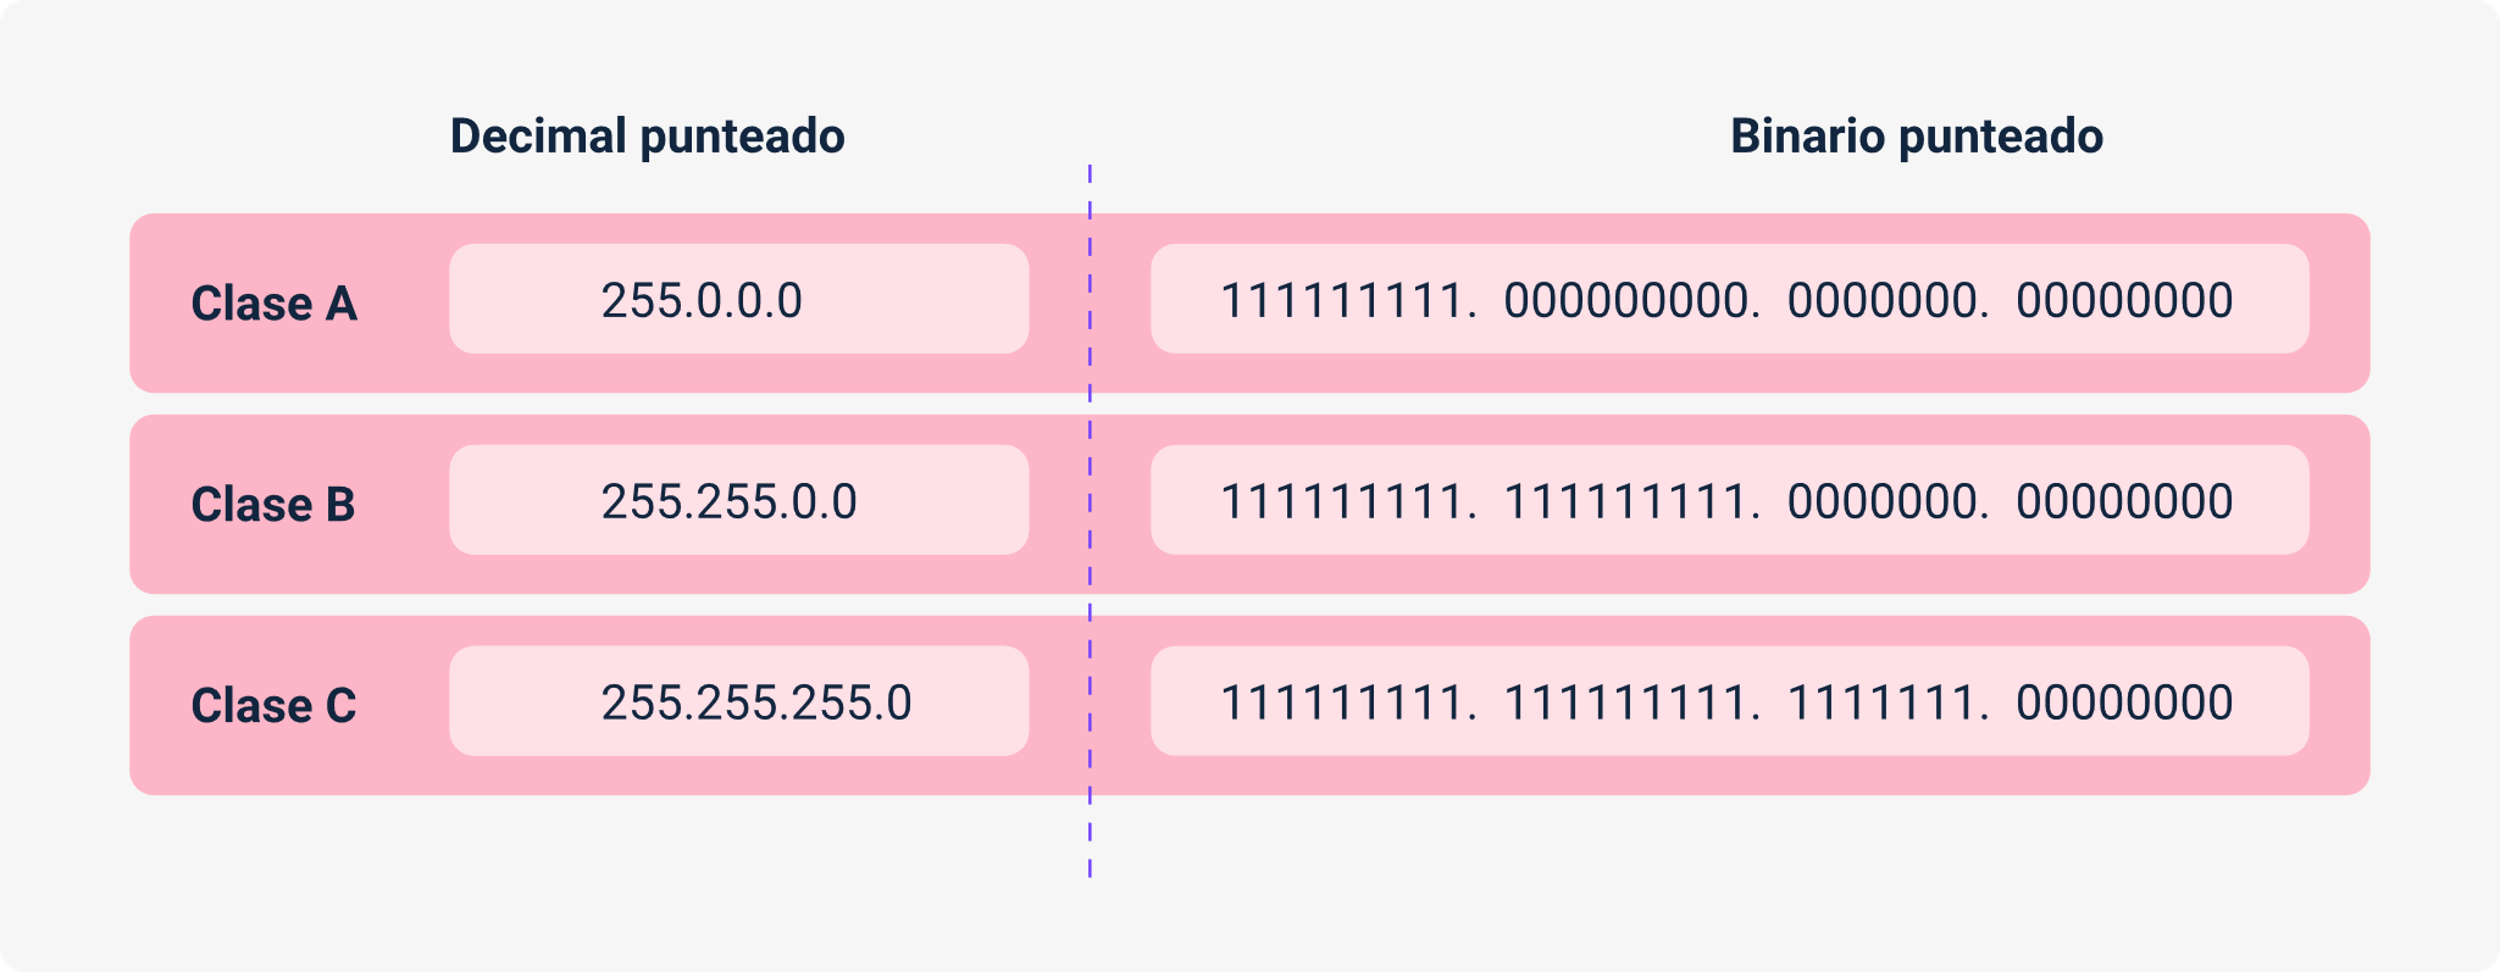 Decimal punteado
Binario punteado
Clase A 255.0.0.0 111111111. 000000000. 0000000. 00000000
Clase B 255.255.0.0 111111111. 111111111. 0000000. 00000000
Clase C 255.255.255.0 111111111. 111111111. 1111111. 00000000